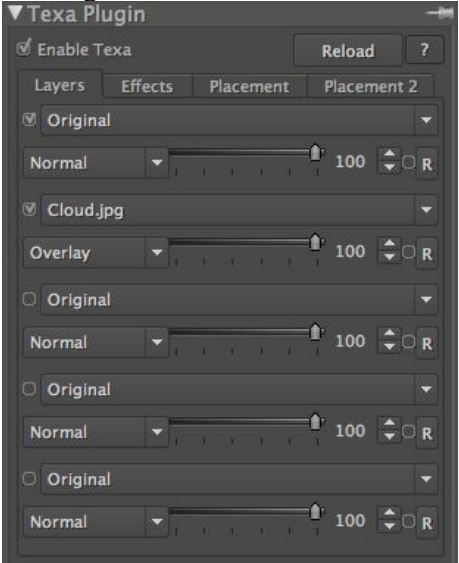 Texa Plugin
Enable Texa Reload ?
Layers Effects Placement Placement 2
Original
Normal 100 R
Cloud.jpg
Overlay 100 R
Original
Normal 100 R
Original
Normal 100 R
Original
Normal 100 R